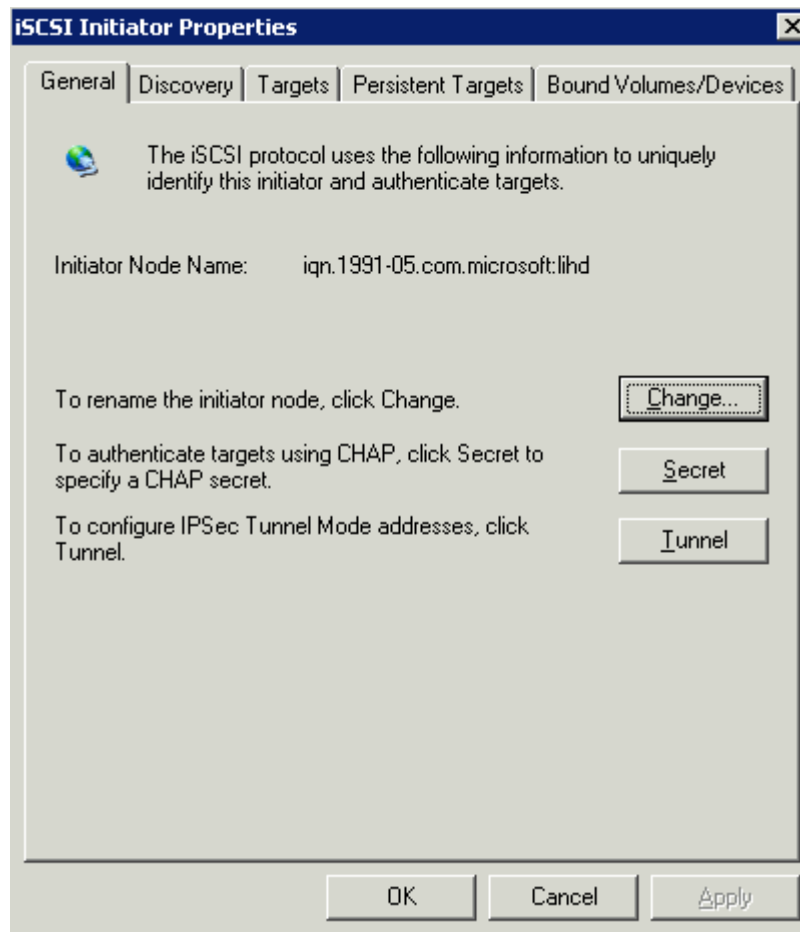 iSCSI Initiator Properties
General Discovery Targets Persistent Targets Bound Volumes/Devices
The iSCSI protocol uses the following information to uniquely
identify this initiator and authenticate targets.
Initiator Node Name: iqn.1991-05.com.microsoft:lihd
To rename the initiator node, click Change. Change...
To authenticate targets using CHAP, click Secret to
specify a CHAP secret.
Secret
To configure IPSec Tunnel Mode addresses, click
Tunnel.
Tunnel
OK Cancel Apply